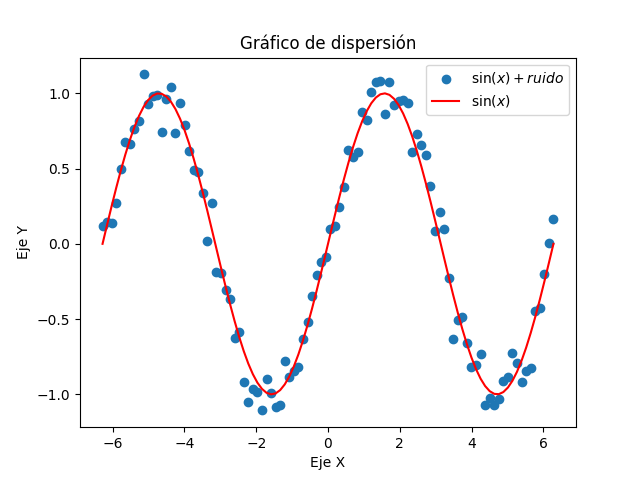 Gráfico de dispersión
sin(x) + ruido
sin(x)
Eje Y
1.0
0.5
0.0
−0.5
−1.0
−6 −4 −2 0 2 4 6
Eje X